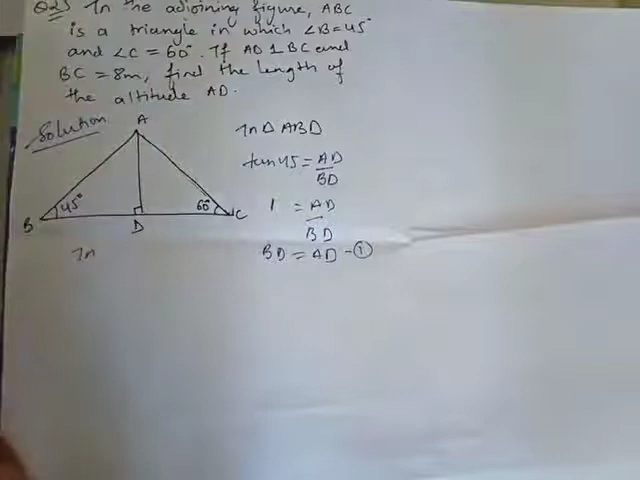 Q25 In the adjoining figure, ABC
is a triangle in which ∠B = 45°
and ∠C = 60°. If AD ⊥ BC and
BC = 8m, find the length of
the altitude AD.
Solution
A
45°
60°
B
D
C
In
In Δ ABD
tan45 = AD/BD
1 = AD/BD
BD = AD - ①